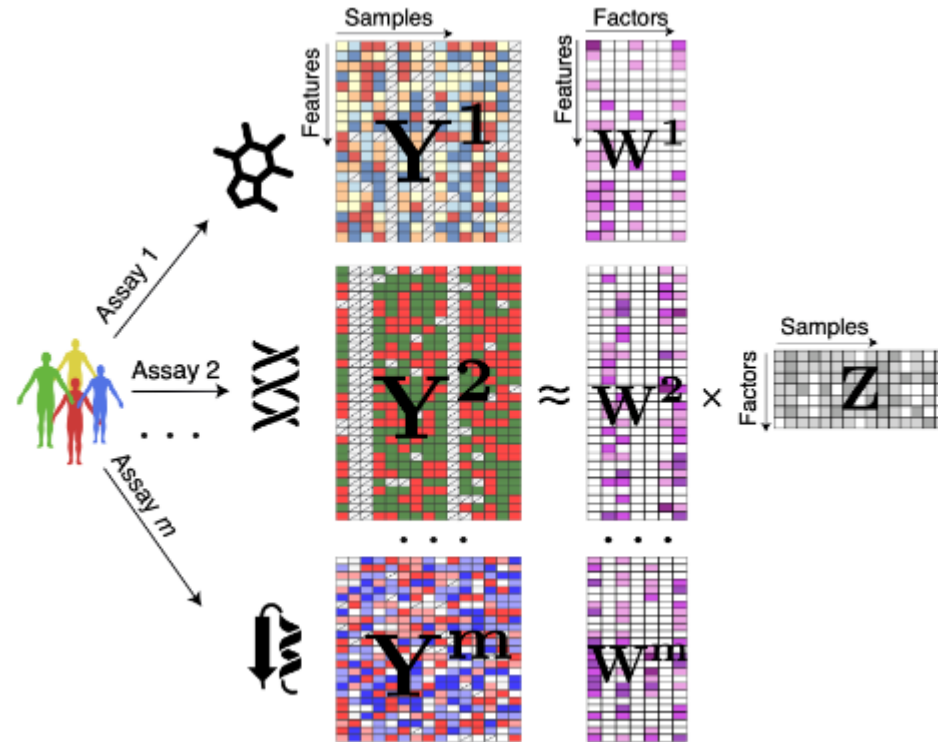 Samples
Features
Y1
Factors
Features
W1
Assay 1
Assay 2
. . .
Assay m
Y2
≈
W2
×
Samples
Factors
Z
. . .
. . .
Ym
Wm